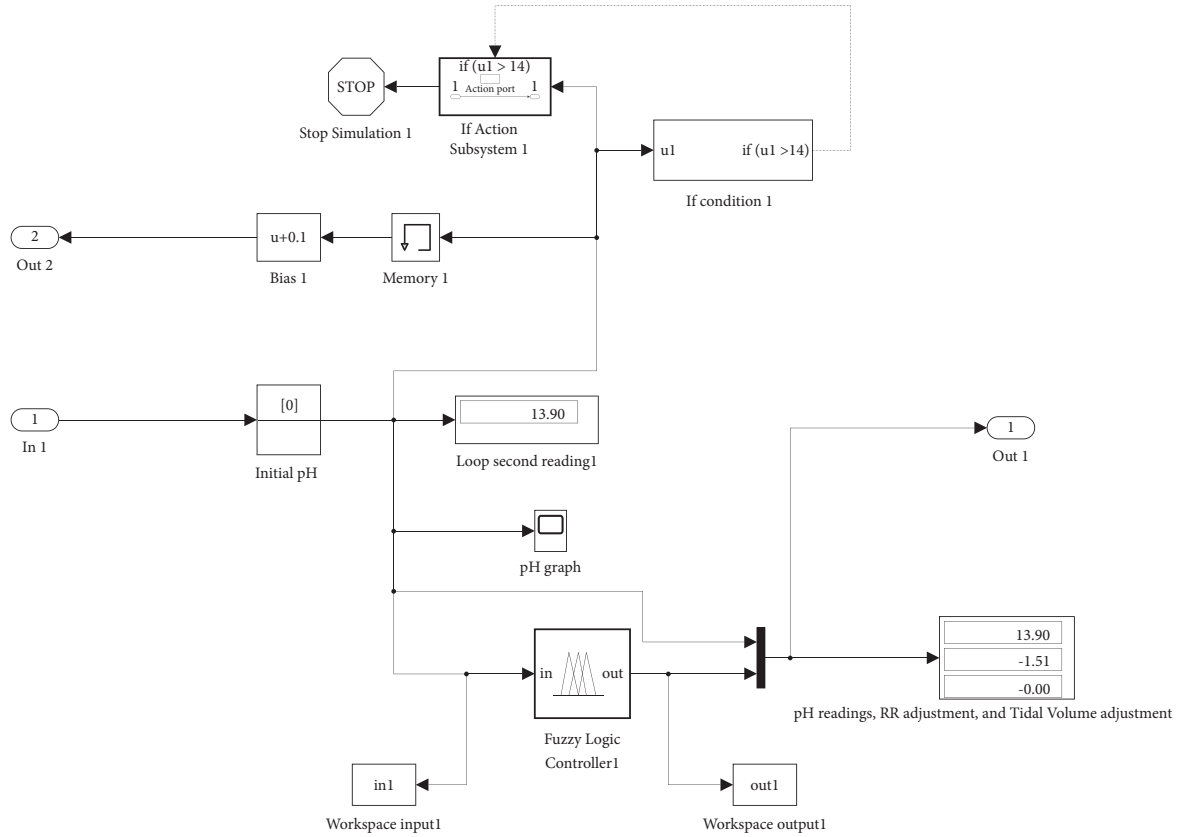 if (u1 > 14)
1 Action port 1
STOP
Stop Simulation 1
If Action
Subsystem 1
u1 if (u1 >14)
If condition 1
2
Out 2
u+0.1
Bias 1
Memory 1
1
In 1
[0]
Initial pH
13.90
Loop second reading1
1
Out 1
pH graph
in out
Fuzzy Logic
Controller1
13.90
-1.51
-0.00
pH readings, RR adjustment, and Tidal Volume adjustment
in1
Workspace input1
out1
Workspace output1